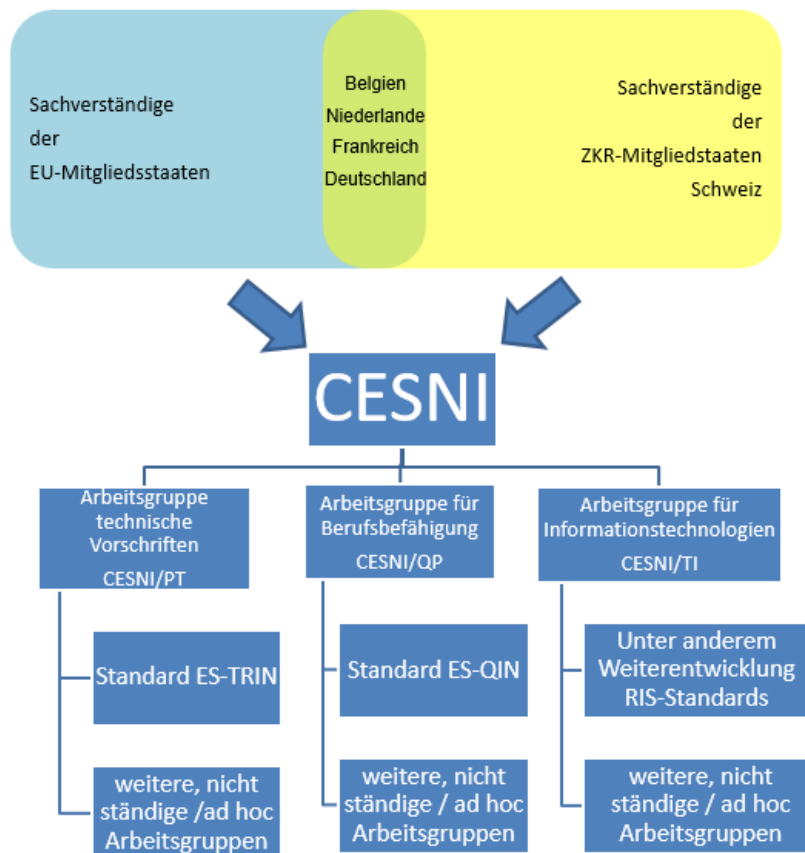 Sachverständige
der
EU-Mitgliedsstaaten
Belgien
Niederlande
Frankreich
Deutschland
Sachverständige
der
ZKR-Mitgliedstaaten
Schweiz
CESNI
Arbeitsgruppe
technische
Vorschriften
CESNI/PT
Arbeitsgruppe für
Berufsbefähigung
CESNI/QP
Arbeitsgruppe für
Informationstechnologien
CESNI/TI
Standard ES-TRIN
Standard ES-QIN
Unter anderem
Weiterentwicklung
RIS-Standards
weitere, nicht
ständige /ad hoc
Arbeitsgruppen
weitere, nicht
ständige / ad hoc
Arbeitsgruppen
weitere, nicht
ständige / ad hoc
Arbeitsgruppen